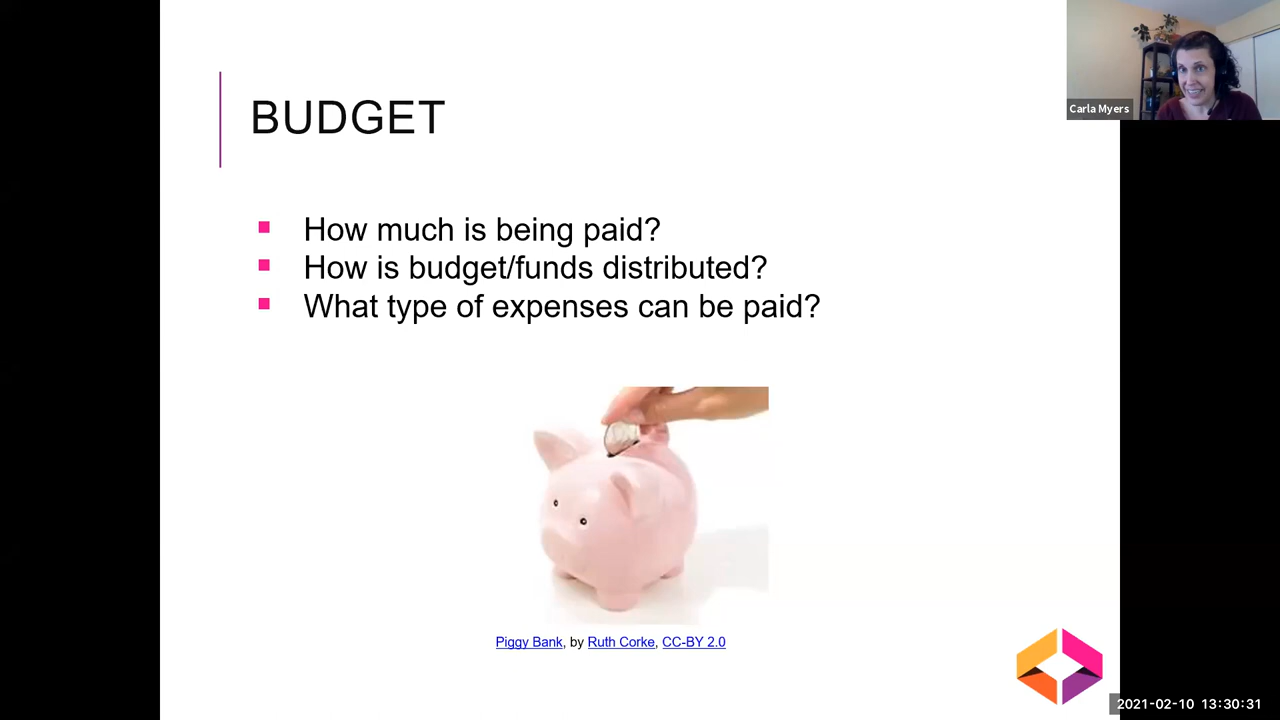 BUDGET
How much is being paid?
How is budget/funds distributed?
What type of expenses can be paid?
Piggy Bank, by Ruth Corke, CC-BY 2.0
Carla Myers
2021-02-10 13:30:31